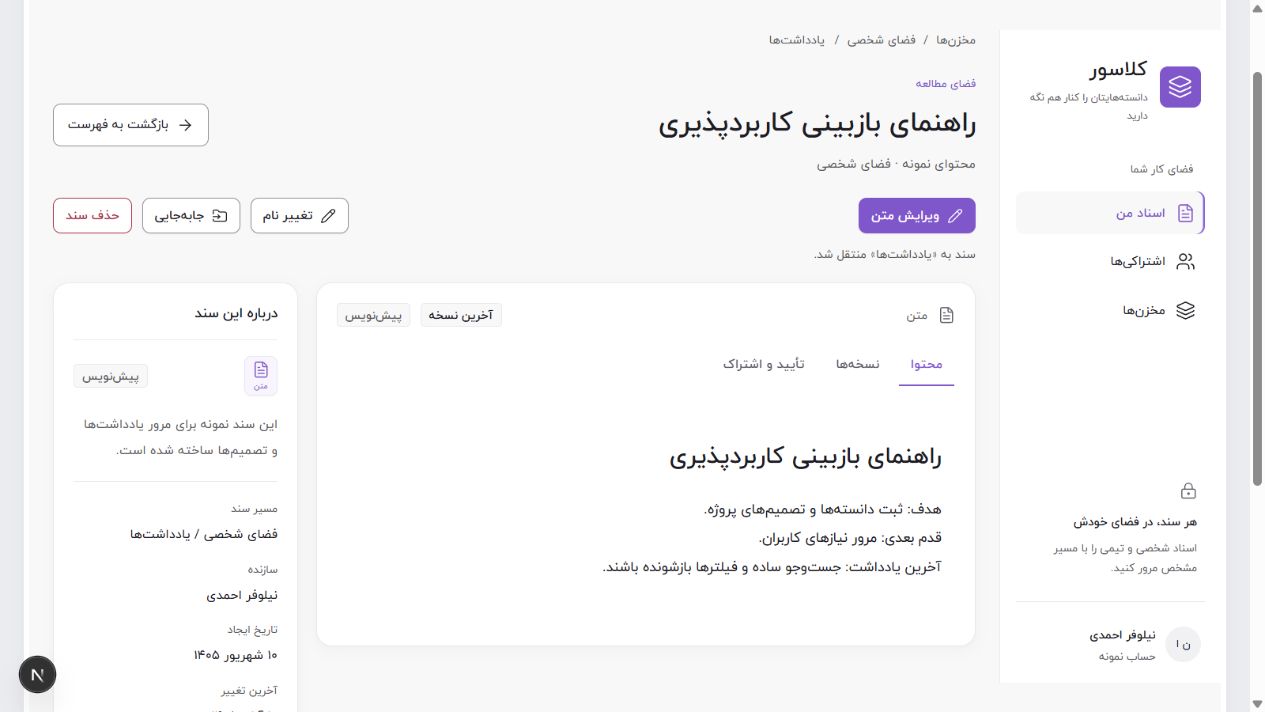 کلاسور
دانسته‌هایتان را کنار هم نگه
دارید
فضای کار شما
اسناد من
اشتراکی‌ها
مخزن‌ها
هر سند، در فضای خودش
اسناد شخصی و تیمی را با مسیر
مشخص مرور کنید.
ن ا
نیلوفر احمدی
حساب نمونه
مخزن‌ها / فضای شخصی / یادداشت‌ها
فضای مطالعه
راهنمای بازبینی کاربردپذیری
محتوای نمونه · فضای شخصی
بازگشت به فهرست
ویرایش متن
تغییر نام
جابه‌جایی
حذف سند
سند به «یادداشت‌ها» منتقل شد.
متن
آخرین نسخه
پیش‌نویس
محتوا
نسخه‌ها
تأیید و اشتراک
راهنمای بازبینی کاربردپذیری
هدف: ثبت دانسته‌ها و تصمیم‌های پروژه.
قدم بعدی: مرور نیازهای کاربران.
آخرین یادداشت: جست‌وجو ساده و فیلترها بازشونده باشند.
درباره این سند
متن
پیش‌نویس
این سند نمونه برای مرور یادداشت‌ها
و تصمیم‌ها ساخته شده است.
مسیر سند
فضای شخصی / یادداشت‌ها
سازنده
نیلوفر احمدی
تاریخ ایجاد
۱۰ شهریور ۱۴۰۵
آخرین تغییر
N